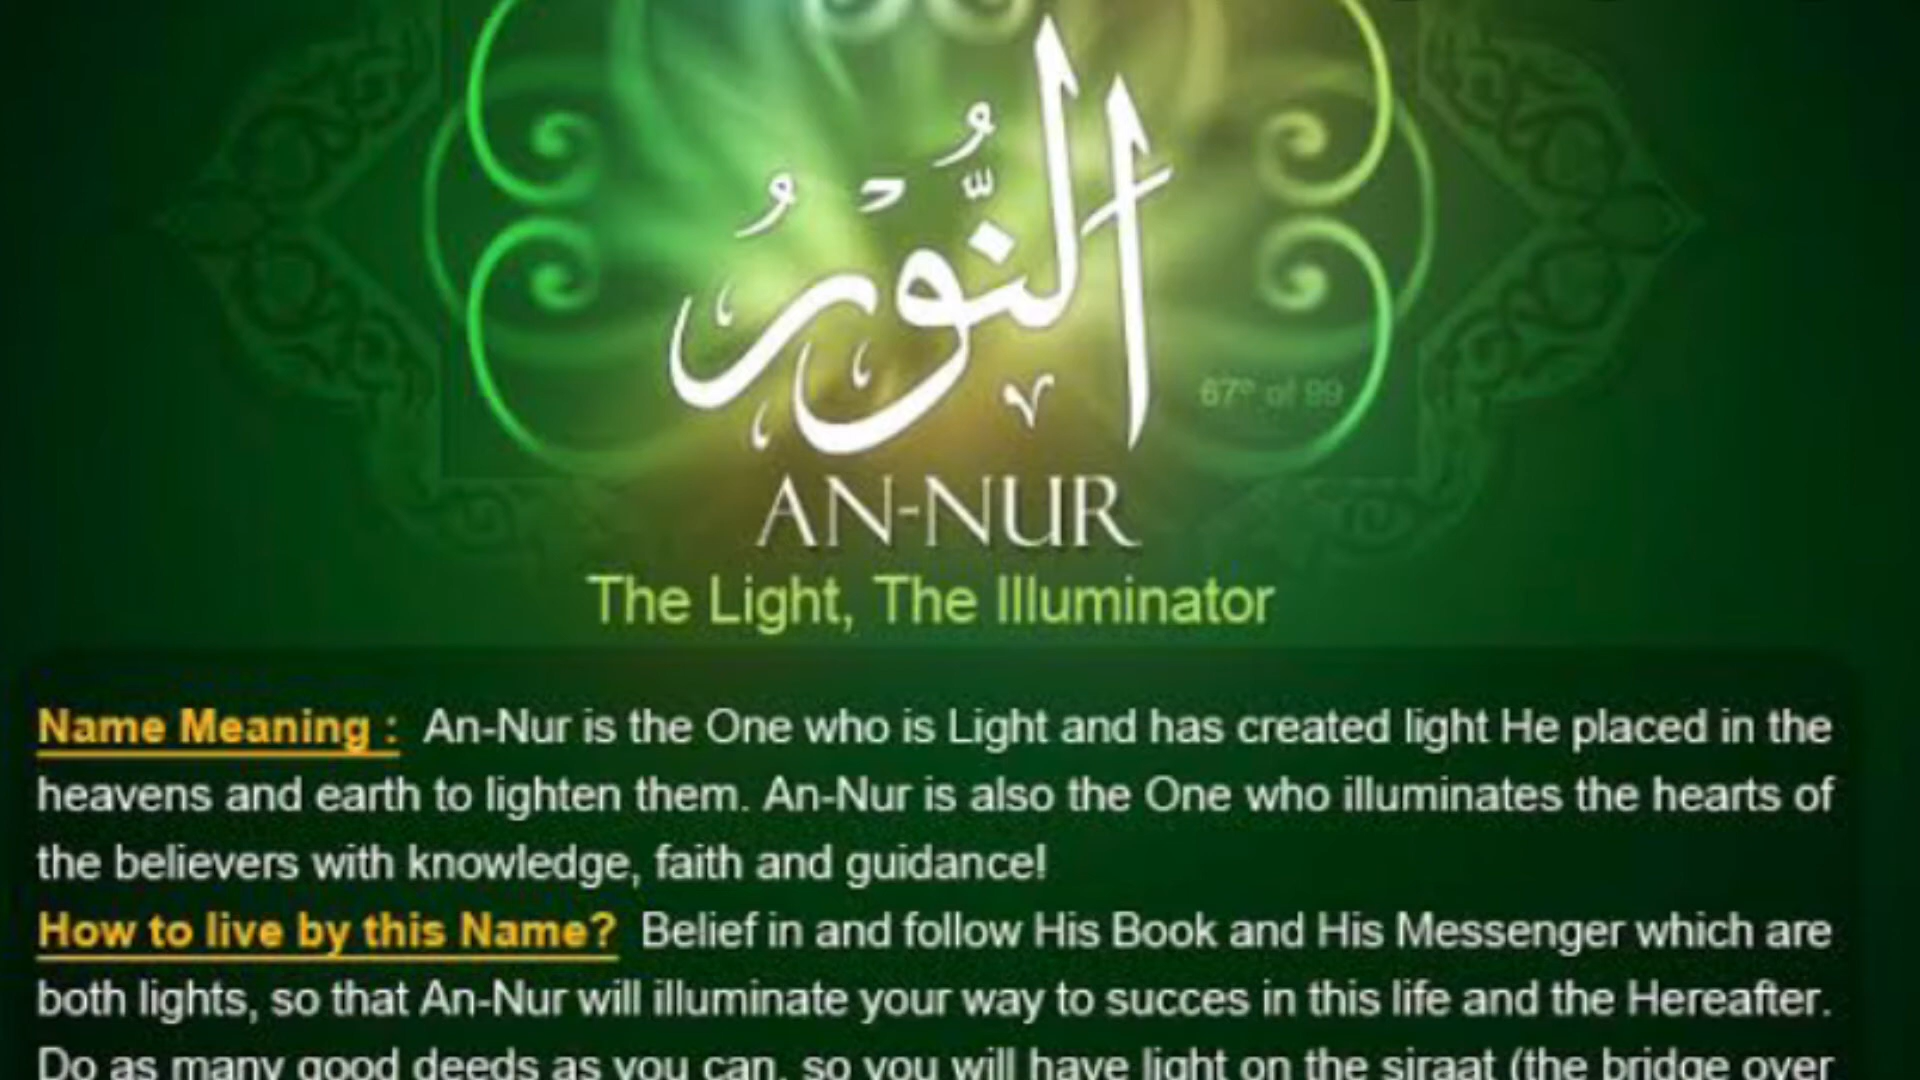 النُّوْرُ
67º of 99
AN-NUR
The Light, The Illuminator
Name Meaning : An-Nur is the One who is Light and has created light He placed in the
heavens and earth to lighten them. An-Nur is also the One who illuminates the hearts of
the believers with knowledge, faith and guidance!
How to live by this Name? Belief in and follow His Book and His Messenger which are
both lights, so that An-Nur will illuminate your way to succes in this life and the Hereafter.
Do as many good deeds as you can, so you will have light on the siraat (the bridge over